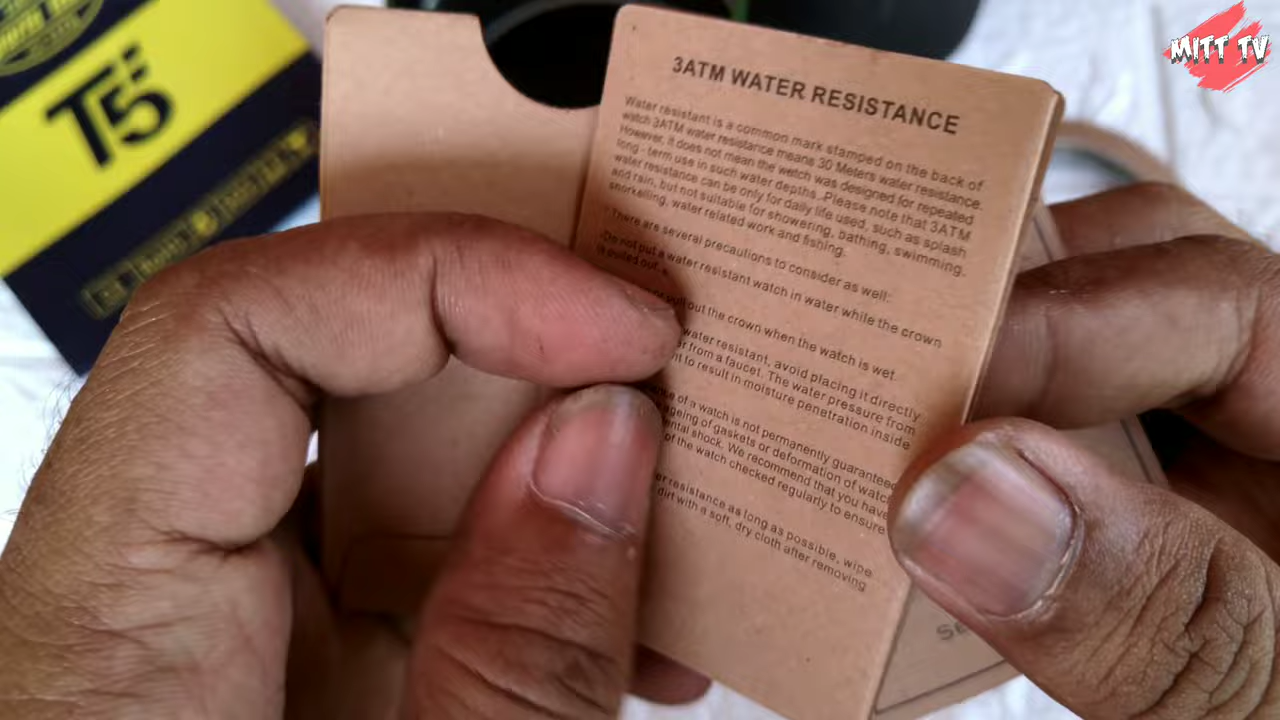 MITT TV
T5
3ATM WATER RESISTANCE
Water resistant is a common mark stamped on the back of
watch 3ATM water resistance means 30 Meters water resistance.
However, it does not mean the wetch was designed for repeated
long - term use in such water depths. Please note that 3ATM
water resistance can be only for daily life used, such as splash
and rain, but not suitable for showering, bathing, swimming,
snorkelling, water related work and fishing.
There are several precautions to consider as well:
Do not put a water resistant watch in water while the crown
is pulled out.
pull out the crown when the watch is wet.
water resistant, avoid placing it directly
from a faucet. The water pressure from
to result in moisture penetration inside
of a watch is not permanently guarantee
ageing of gaskets or deformation of watch
shock. We recommend that you have
of the watch checked regularly to ensure
resistance as long as possible, wipe
dirt with a soft, dry cloth after removing